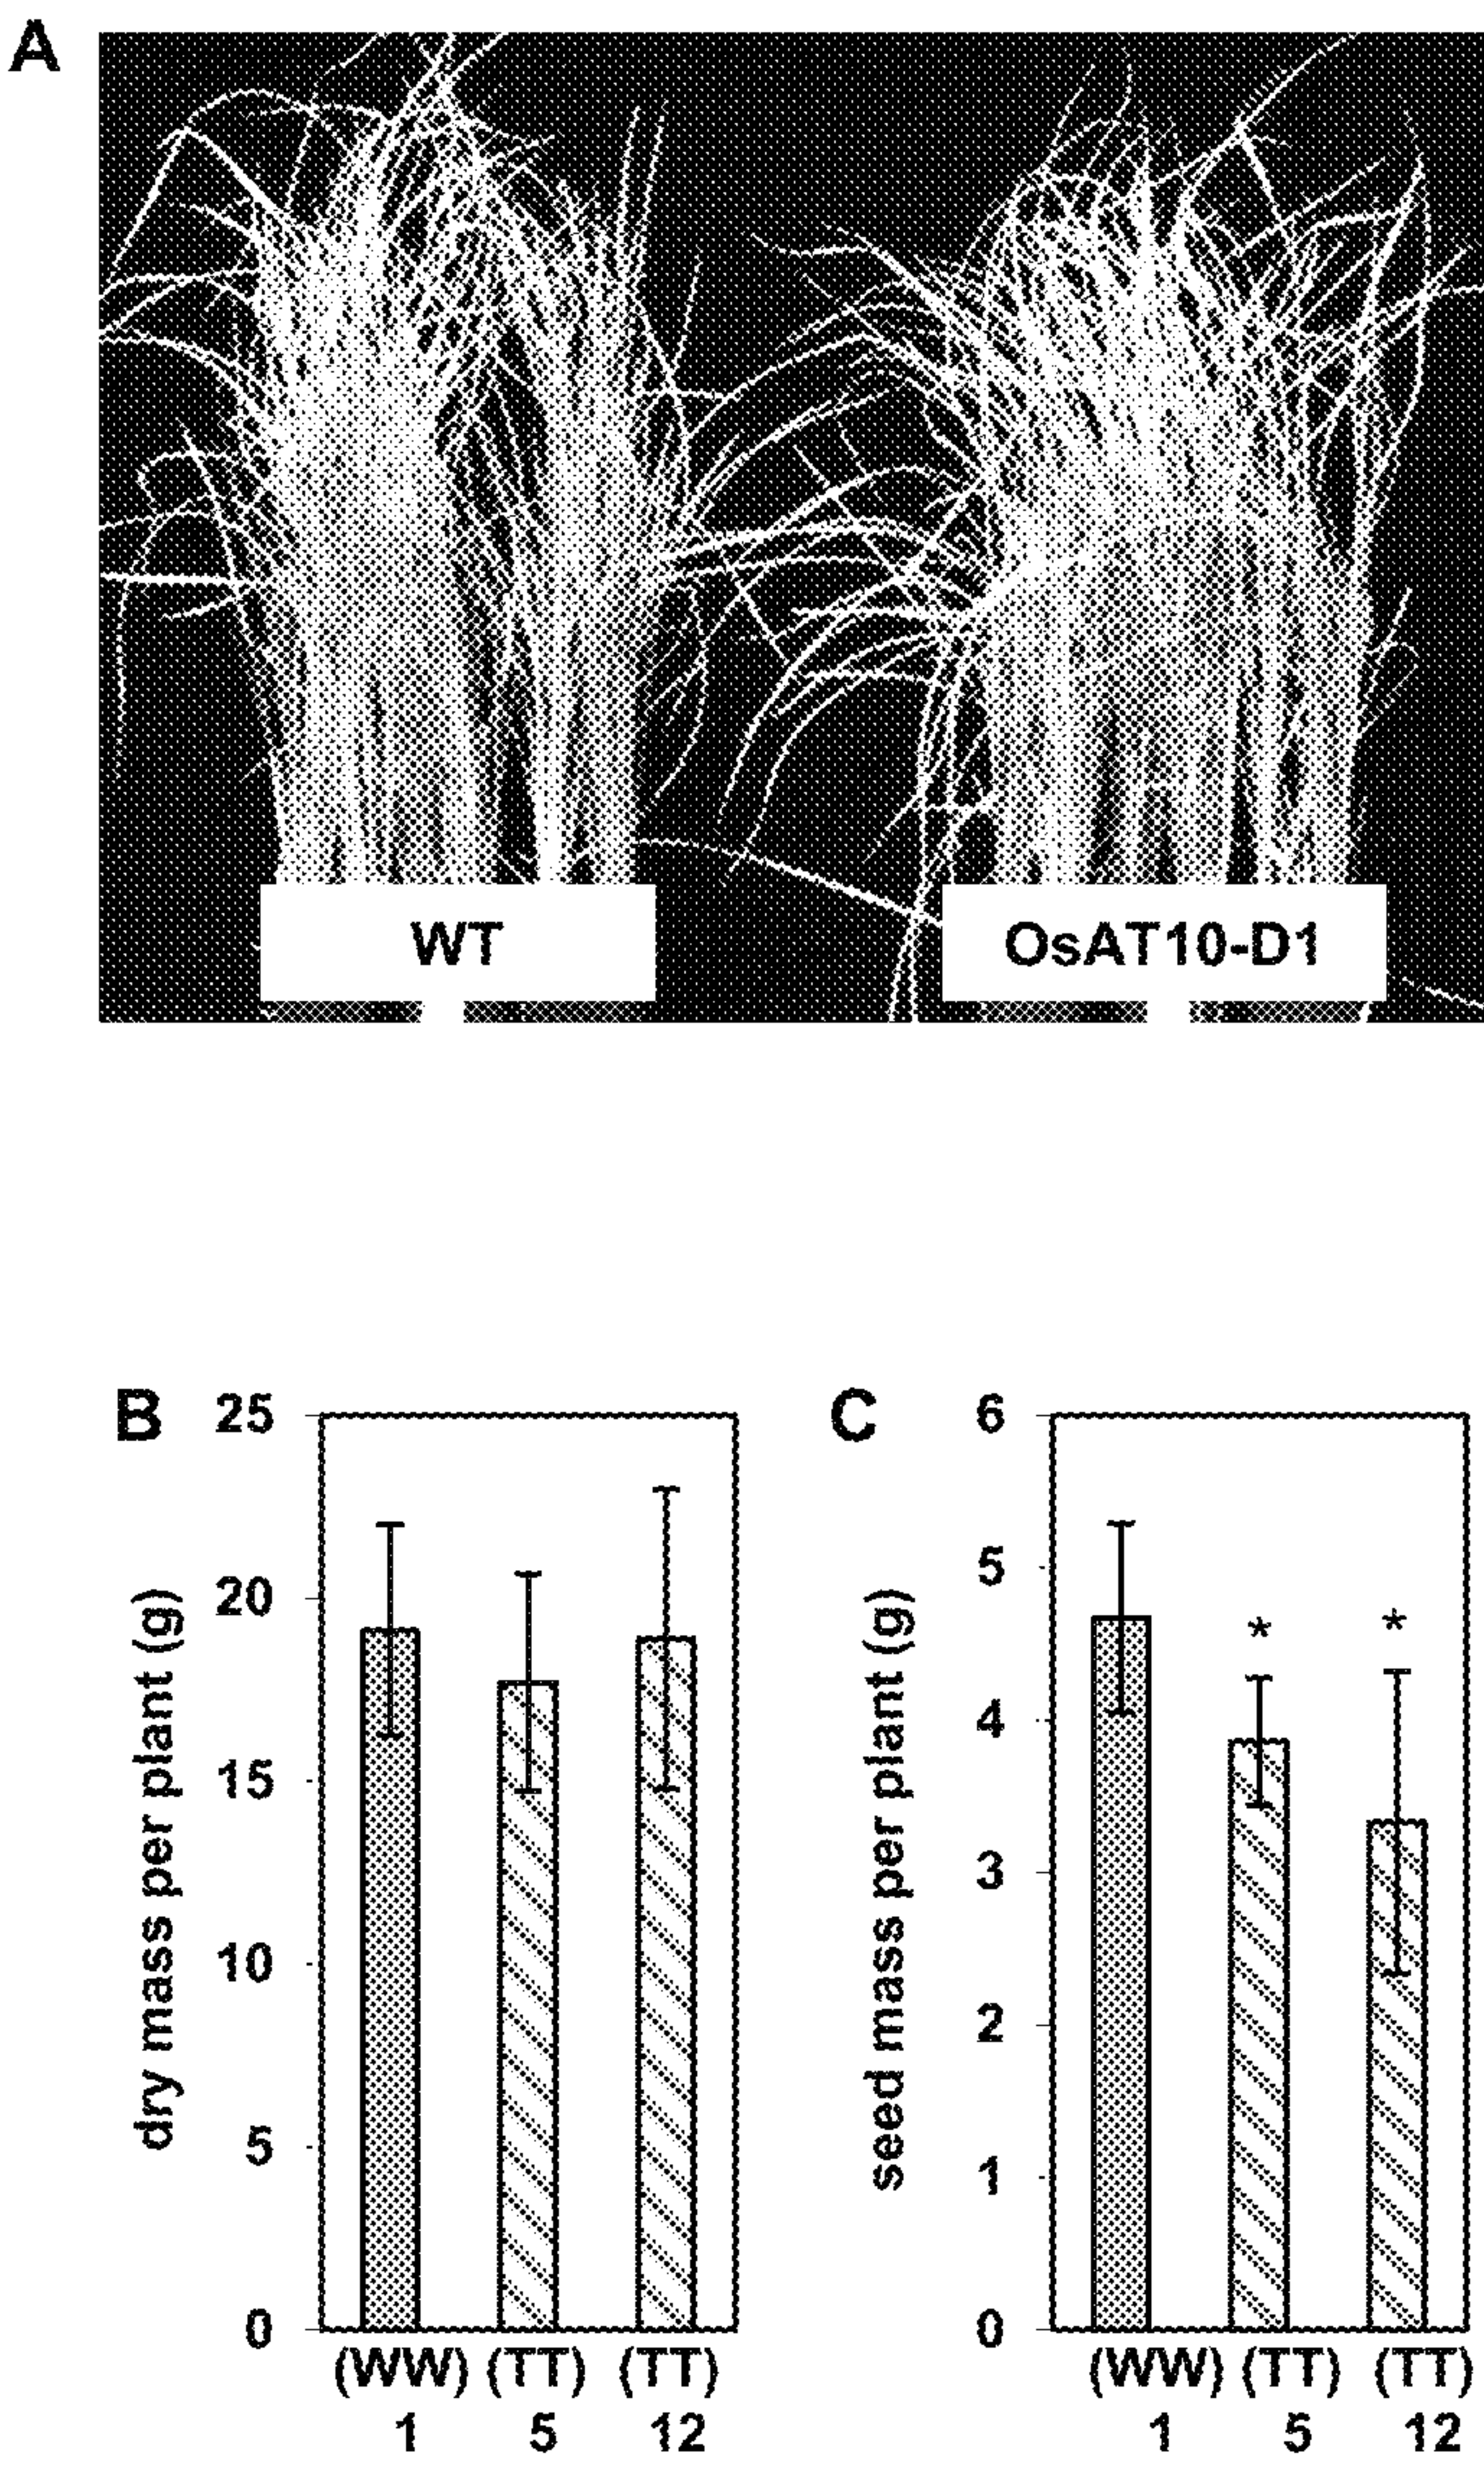 A
WT
OsAT10-D1
B
25
20
15
10
5
0
dry mass per plant (g)
(WW) (TT) (TT)
1 5 12
C
6
5
4
3
2
1
0
seed mass per plant (g)
* *
(WW) (TT) (TT)
1 5 12